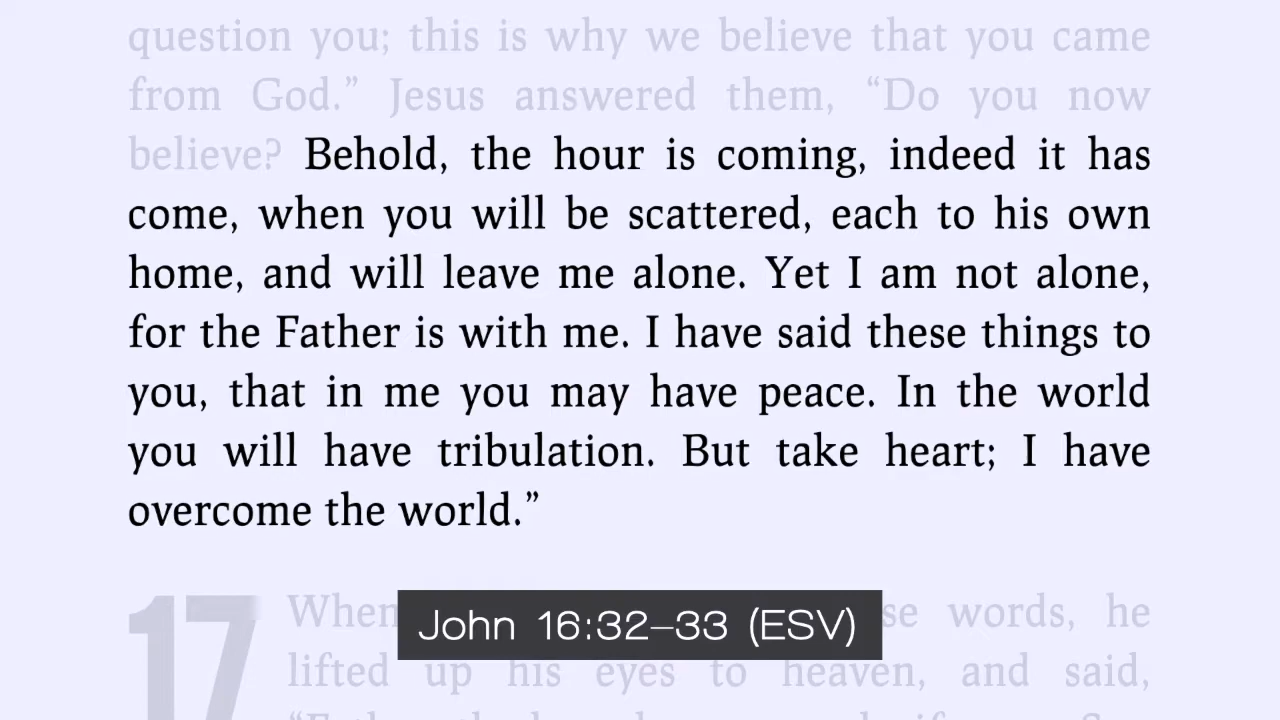 question you; this is why we believe that you came
from God.” Jesus answered them, “Do you now
believe? Behold, the hour is coming, indeed it has
come, when you will be scattered, each to his own
home, and will leave me alone. Yet I am not alone,
for the Father is with me. I have said these things to
you, that in me you may have peace. In the world
you will have tribulation. But take heart; I have
overcome the world.”
17 When se words, he
John 16:32–33 (ESV)
lifted up his eyes to heaven, and said,